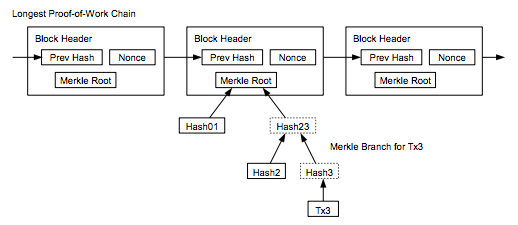 Longest Proof-of-Work Chain
Block Header Block Header Block Header
Prev Hash Nonce Prev Hash Nonce Prev Hash Nonce
Merkle Root Merkle Root Merkle Root
Hash01 Hash23
Merkle Branch for Tx3
Hash2 Hash3
Tx3